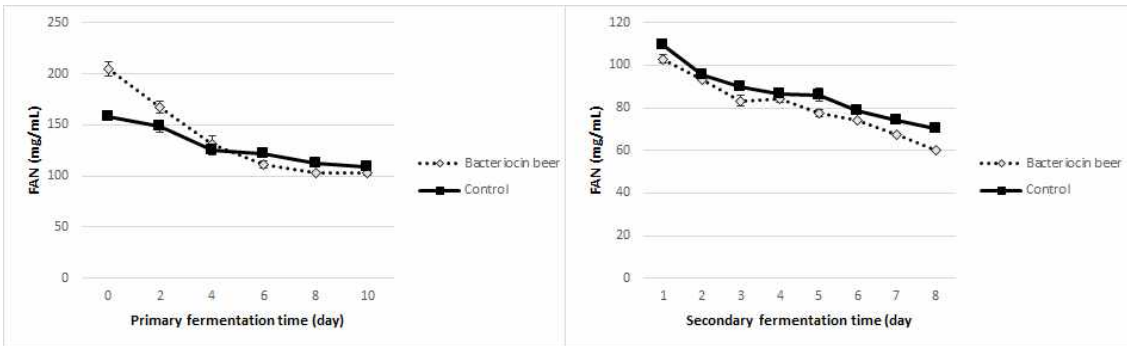 250
200
150
100
50
0
FAN (mg/mL)
0 2 4 6 8 10
Primary fermentation time (day)
Bacteriocin beer
Control
120
100
80
60
40
20
0
FAN (mg/mL)
1 2 3 4 5 6 7 8
Secondary fermentation time (day
Bacteriocin beer
Control